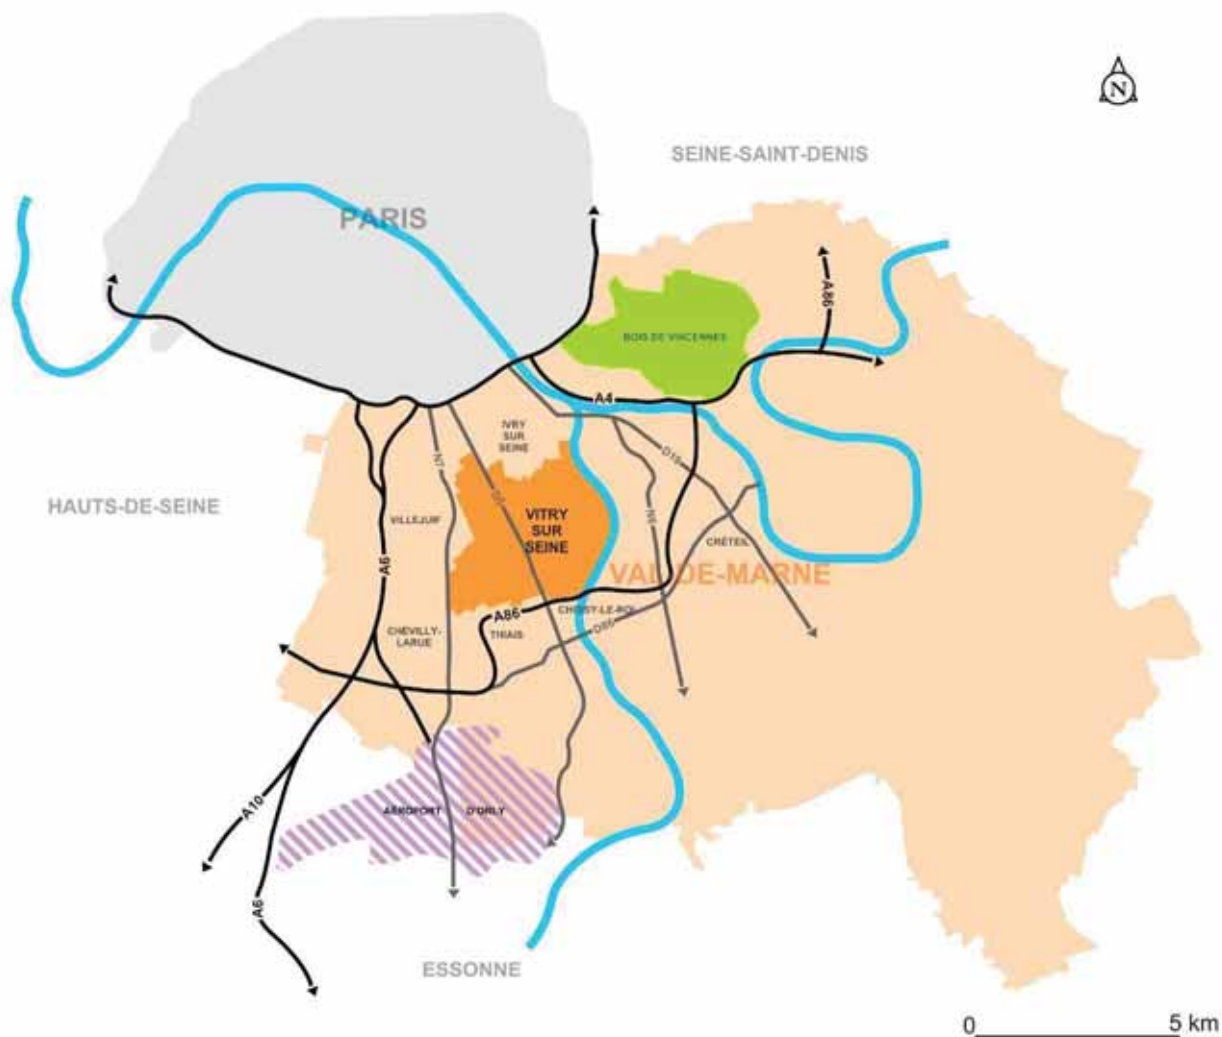 N
SEINE-SAINT-DENIS
PARIS
A86
BOIS DE VINCENNES
A4
IVRY
SUR
SEINE
N7
D19
HAUTS-DE-SEINE
VILLEJUIF
VITRY
SUR
SEINE
N6
CRÉTEIL
A6
VAL-DE-MARNE
A86
CHOISY-LE-ROI
D86
CHEVILLY-
LARUE
THIAIS
A10
AÉROPORT D'ORLY
A6
ESSONNE
0 5 km